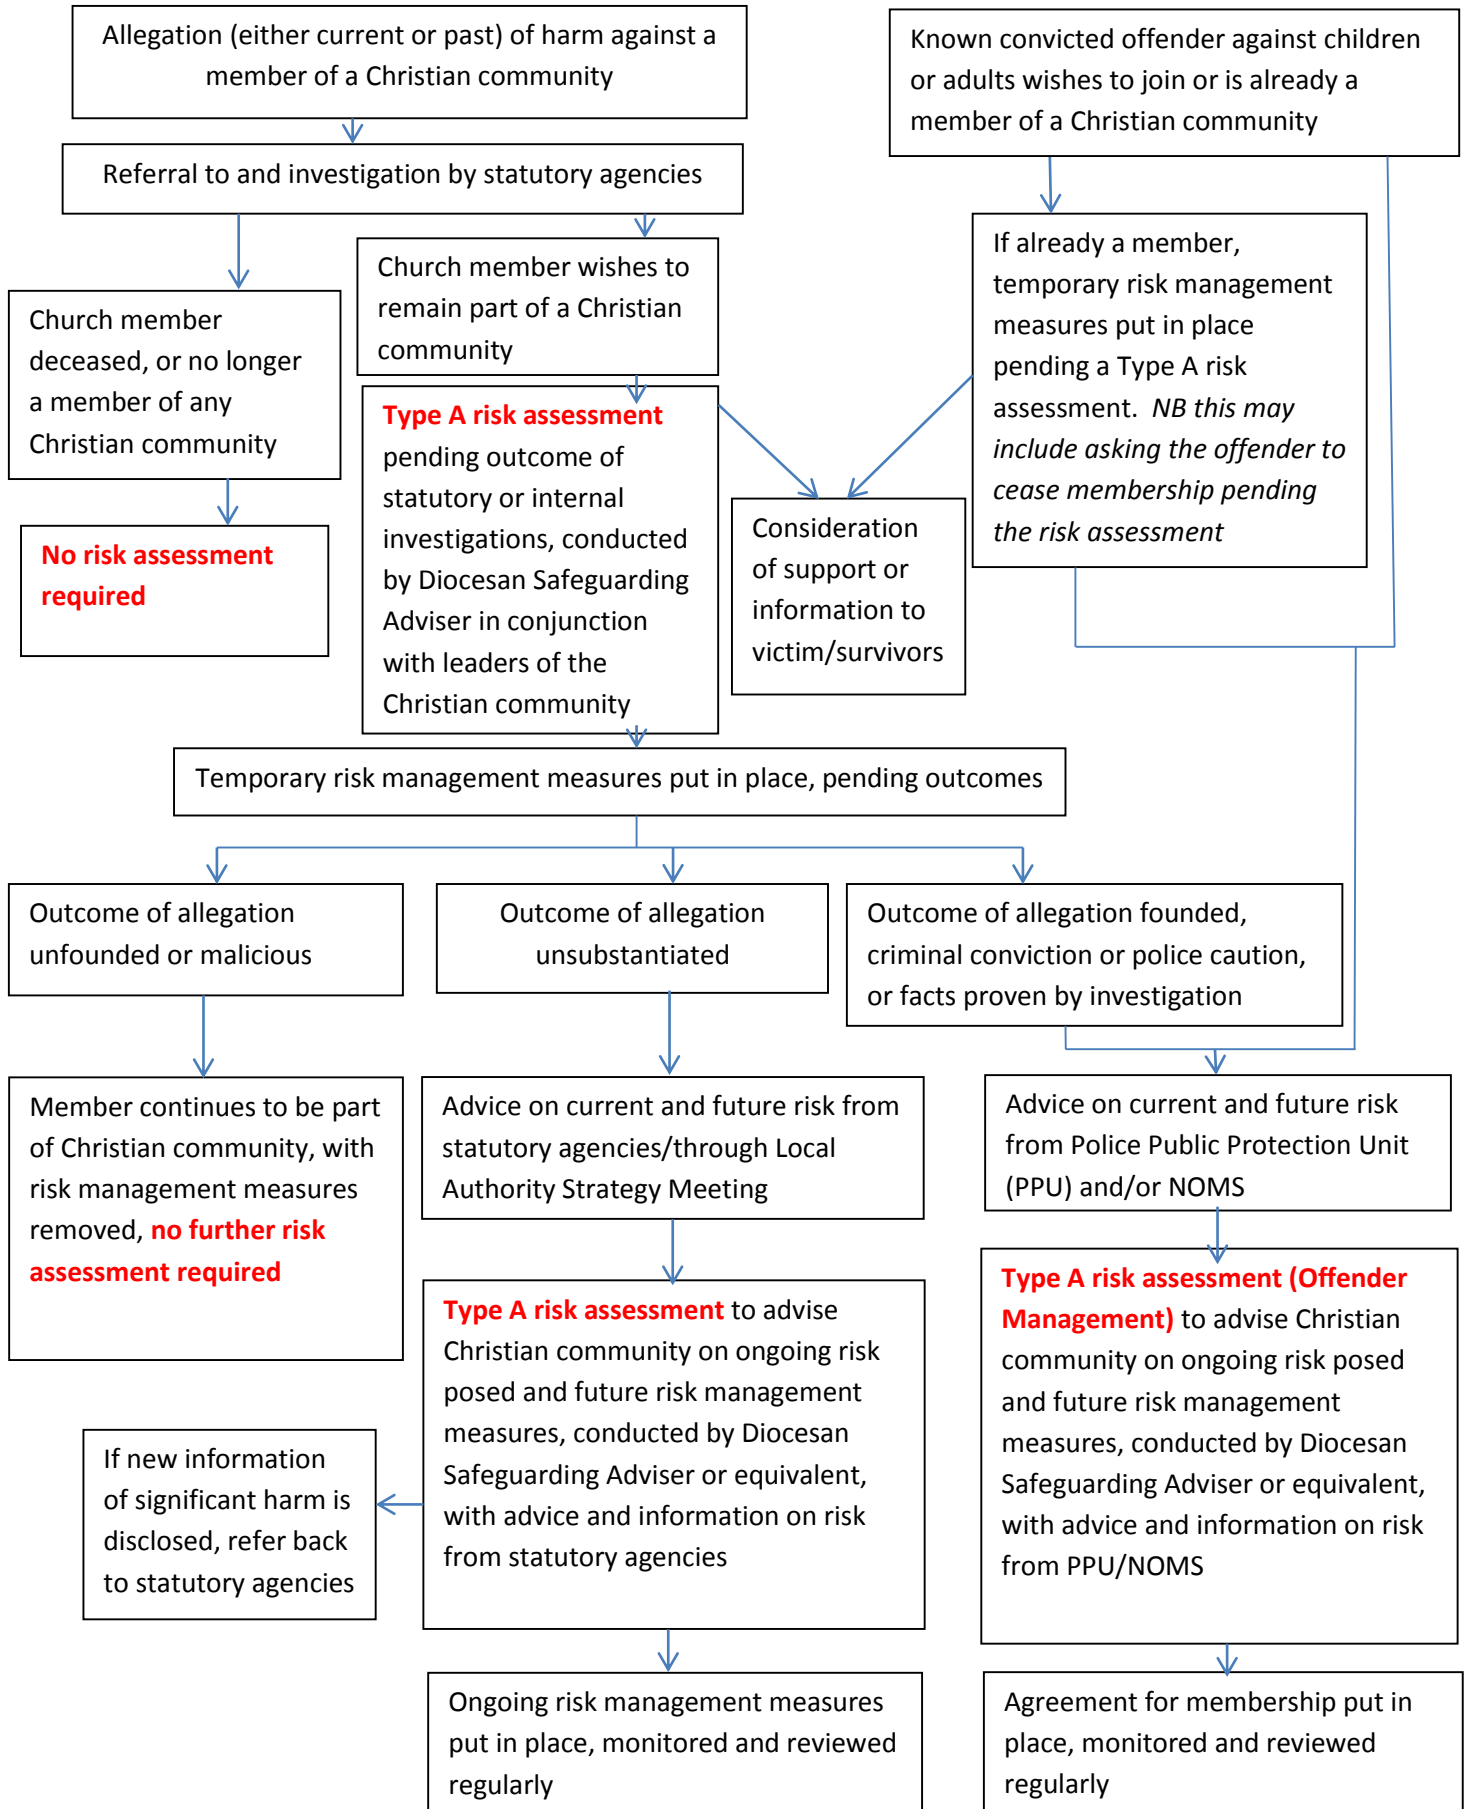 Allegation (either current or past) of harm against a
member of a Christian community
Known convicted offender against children
or adults wishes to join or is already a
member of a Christian community
Referral to and investigation by statutory agencies
Church member wishes to
remain part of a Christian
community
If already a member,
temporary risk management
measures put in place
pending a Type A risk
assessment.  NB this may
include asking the offender to
cease membership pending
the risk assessment
Church member
deceased, or no longer
a member of any
Christian community
No risk assessment
required
Type A risk assessment
pending outcome of
statutory or internal
investigations, conducted
by Diocesan Safeguarding
Adviser in conjunction
with leaders of the
Christian community
Consideration
of support or
information to
victim/survivors
Temporary risk management measures put in place, pending outcomes
Outcome of allegation
unfounded or malicious
Outcome of allegation
unsubstantiated
Outcome of allegation founded,
criminal conviction or police caution,
or facts proven by investigation
Member continues to be part
of Christian community, with
risk management measures
removed, no further risk
assessment required
Advice on current and future risk from
statutory agencies/through Local
Authority Strategy Meeting
Advice on current and future risk
from Police Public Protection Unit
(PPU) and/or NOMS
Type A risk assessment to advise
Christian community on ongoing risk
posed and future risk management
measures, conducted by Diocesan
Safeguarding Adviser or equivalent,
with advice and information on risk
from statutory agencies
Type A risk assessment (Offender
Management) to advise Christian
community on ongoing risk posed
and future risk management
measures, conducted by Diocesan
Safeguarding Adviser or equivalent,
with advice and information on risk
from PPU/NOMS
If new information
of significant harm is
disclosed, refer back
to statutory agencies
Ongoing risk management measures
put in place, monitored and reviewed
regularly
Agreement for membership put in
place, monitored and reviewed
regularly